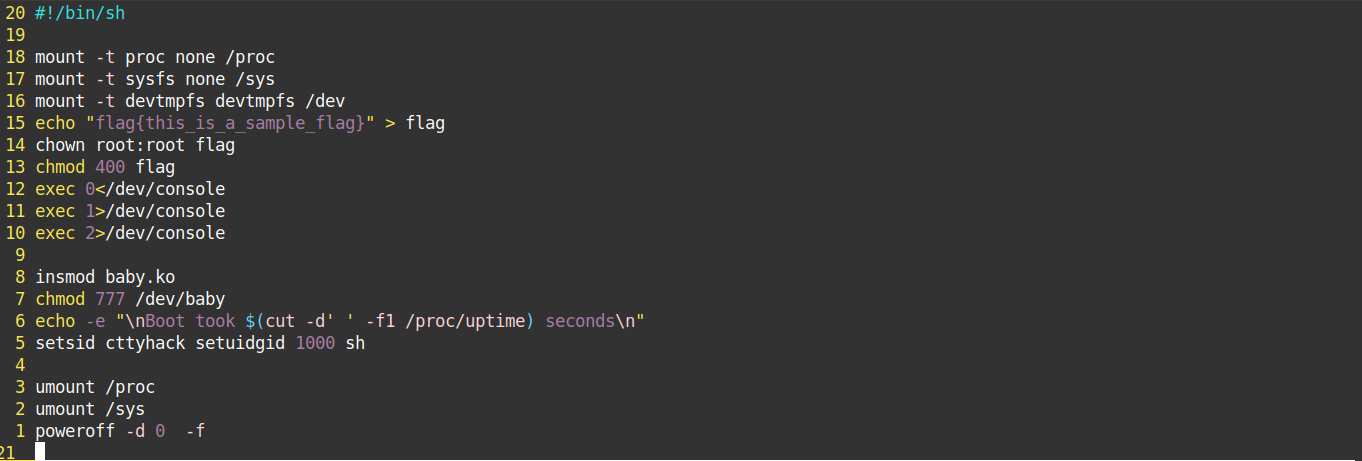 20 #!/bin/sh
19
18 mount -t proc none /proc
17 mount -t sysfs none /sys
16 mount -t devtmpfs devtmpfs /dev
15 echo "flag{this_is_a_sample_flag}" > flag
14 chown root:root flag
13 chmod 400 flag
12 exec 0</dev/console
11 exec 1>/dev/console
10 exec 2>/dev/console
9
8 insmod baby.ko
7 chmod 777 /dev/baby
6 echo -e "\nBoot took $(cut -d' ' -f1 /proc/uptime) seconds\n"
5 setsid cttyhack setuidgid 1000 sh
4
3 umount /proc
2 umount /sys
1 poweroff -d 0  -f
21